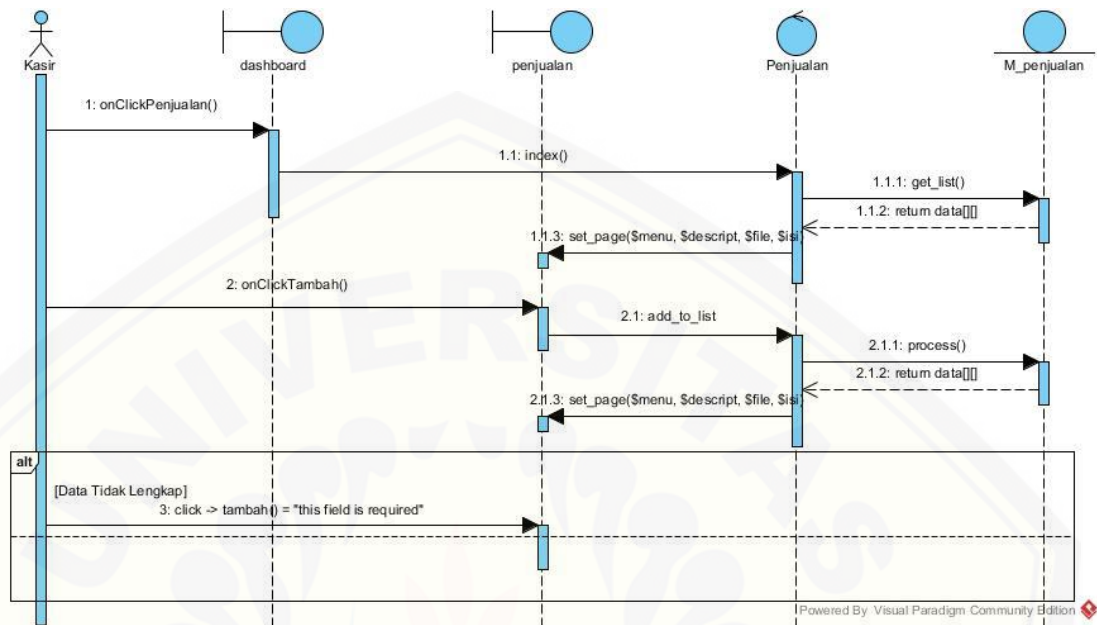 Kasir
dashboard
penjualan
Penjualan
M_penjualan
1: onClickPenjualan()
1.1: index()
1.1.1: get_list()
1.1.2: return data[][]
1.1.3: set_page($menu, $descript, $file, $isi)
2: onClickTambah()
2.1: add_to_list
2.1.1: process()
2.1.2: return data[][]
2.1.3: set_page($menu, $descript, $file, $isi)
alt
[Data Tidak Lengkap]
3: click -> tambah() = "this field is required"
UNIVERSITAS
Powered By Visual Paradigm Community Edition